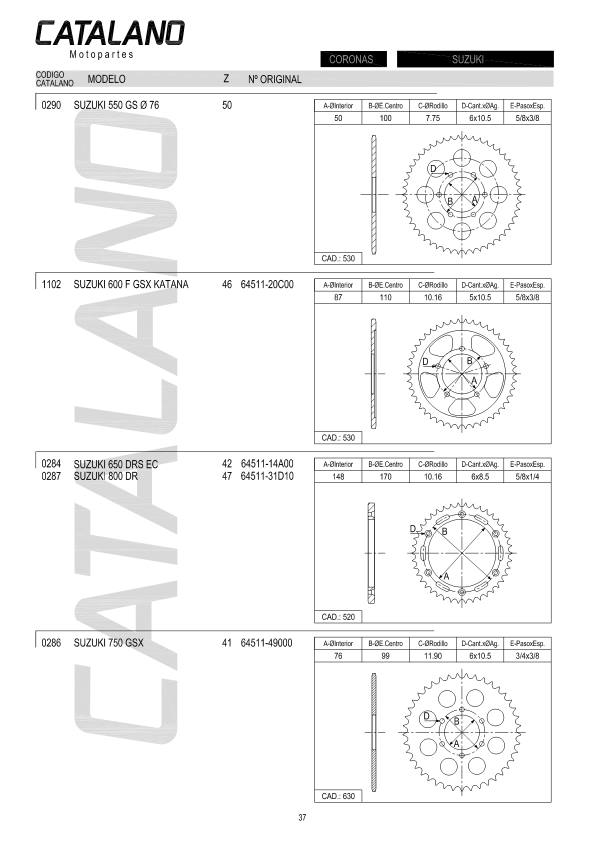 CATALANO
Motopartes
CORONAS SUZUKI
CODIGO CATALANO MODELO Z Nº ORIGINAL
0290 SUZUKI 550 GS Ø 76 50
A-ØInterior B-ØE.Centro C-ØRodillo D-Cant.xØAg. E-PasoxEsp.
50 100 7.75 6x10.5 5/8x3/8
D
B A
CAD.: 530
1102 SUZUKI 600 F GSX KATANA 46 64511-20C00
A-ØInterior B-ØE.Centro C-ØRodillo D-Cant.xØAg. E-PasoxEsp.
87 110 10.16 5x10.5 5/8x3/8
D B
A
CAD.: 530
0284 SUZUKI 650 DRS EC 42 64511-14A00
0287 SUZUKI 800 DR 47 64511-31D10
A-ØInterior B-ØE.Centro C-ØRodillo D-Cant.xØAg. E-PasoxEsp.
148 170 10.16 6x8.5 5/8x1/4
D B
A
CAD.: 520
0286 SUZUKI 750 GSX 41 64511-49000
A-ØInterior B-ØE.Centro C-ØRodillo D-Cant.xØAg. E-PasoxEsp.
76 99 11.90 6x10.5 3/4x3/8
D B
A
CAD.: 630
CATALANO
37